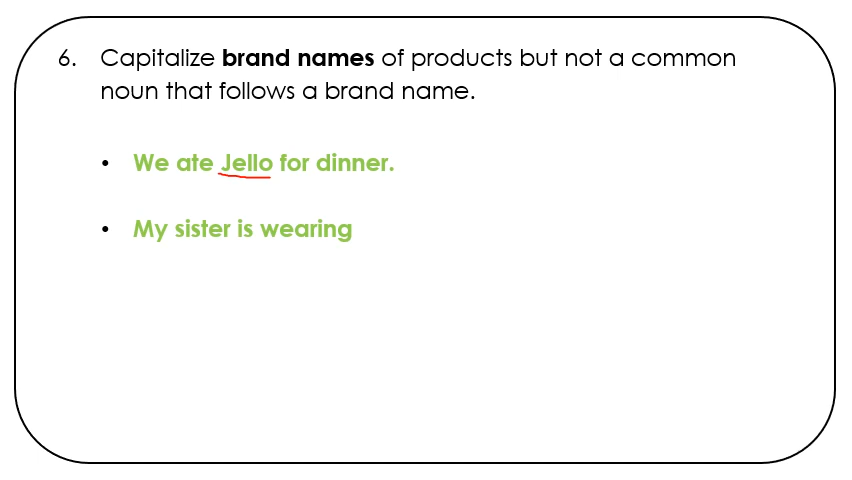 6. Capitalize brand names of products but not a common
noun that follows a brand name.
• We ate Jello for dinner.
• My sister is wearing